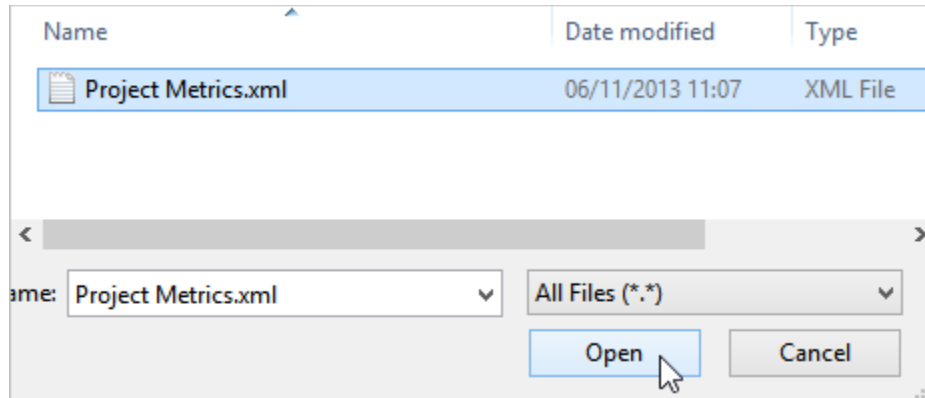 Name Date modified Type
Project Metrics.xml 06/11/2013 11:07 XML File
ame: Project Metrics.xml All Files (*.*)
Open Cancel